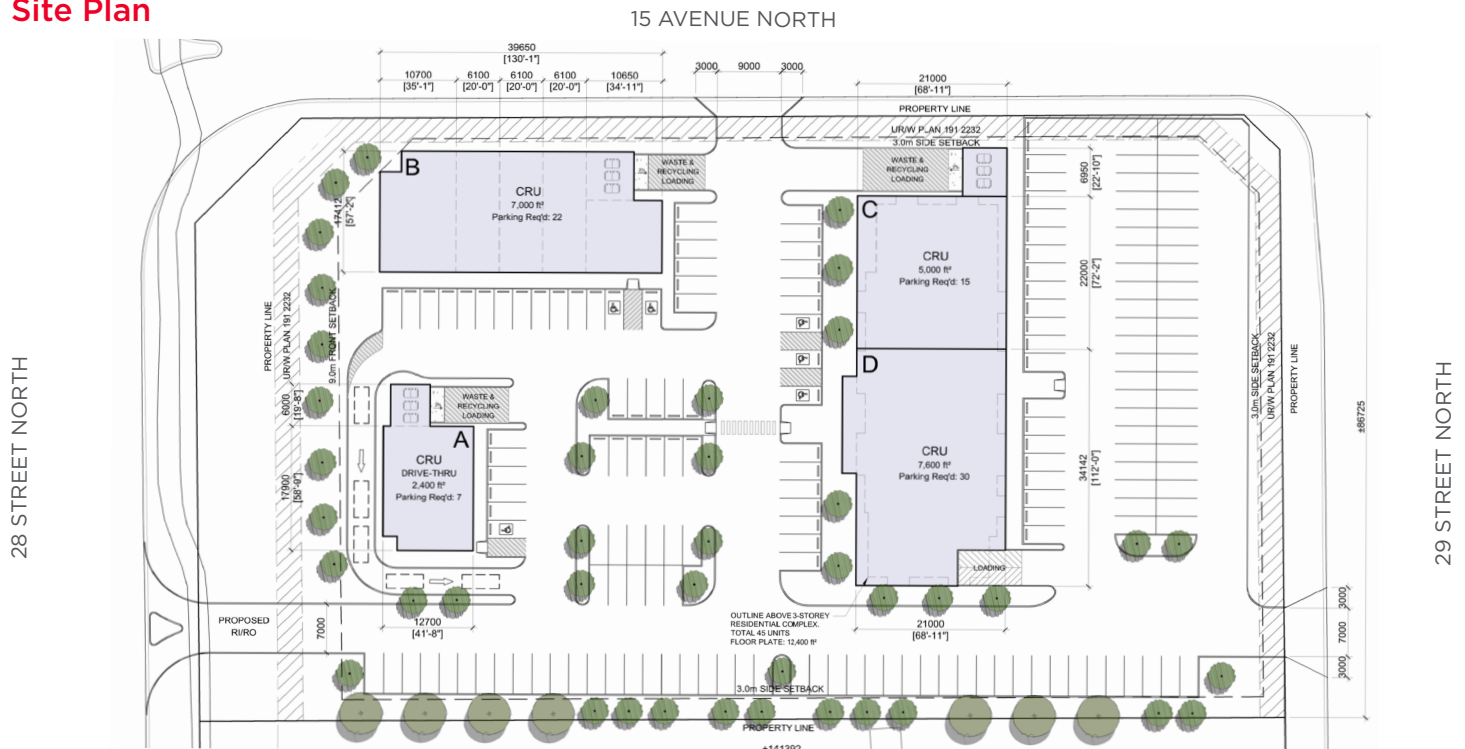 Site Plan
15 AVENUE NORTH
39650
[130'-1"]
10700
[35'-1"]
6100
[20'-0"]
6100
[20'-0"]
6100
[20'-0"]
10650
[34'-11"]
3000
9000
3000
21000
[68'-11"]
PROPERTY LINE
UR/W PLAN 191 2232
3.0m SIDE SETBACK
B
CRU
7,000 ft²
Parking Req'd: 22
WASTE &
RECYCLING
LOADING
WASTE &
RECYCLING
LOADING
6950
[22'-10"]
17412
[57'-2"]
C
CRU
5,000 ft²
Parking Req'd: 15
22000
[72'-2"]
PROPERTY LINE
UR/W PLAN 191 2232
9.0m FRONT SETBACK
D
CRU
7,600 ft²
Parking Req'd: 30
34142
[112'-0"]
3.0m SIDE SETBACK
UR/W PLAN 191 2232
PROPERTY LINE
±86725
28 STREET NORTH
29 STREET NORTH
6000
[19'-8"]
WASTE &
RECYCLING
LOADING
A
CRU
DRIVE-THRU
2,400 ft²
Parking Req'd: 7
17900
[58'-9"]
LOADING
PROPOSED
RI/RO
7000
12700
[41'-8"]
OUTLINE ABOVE 3-STOREY
RESIDENTIAL COMPLEX.
TOTAL 45 UNITS
FLOOR PLATE: 12,400 ft²
21000
[68'-11"]
3000
7000
3000
3.0m SIDE SETBACK
PROPERTY LINE
±141392